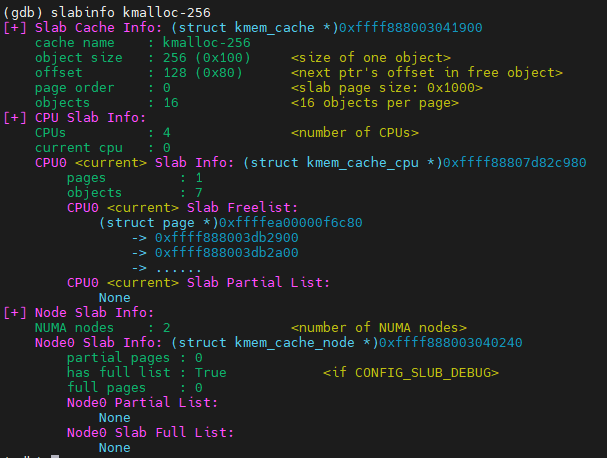 (gdb) slabinfo kmalloc-256
[+] Slab Cache Info: (struct kmem_cache *)0xffff888003041900
cache name : kmalloc-256
object size : 256 (0x100) <size of one object>
offset : 128 (0x80) <next ptr's offset in free object>
page order : 0 <slab page size: 0x1000>
objects : 16 <16 objects per page>
[+] CPU Slab Info:
CPUs : 4 <number of CPUs>
current cpu : 0
CPU0 <current> Slab Info: (struct kmem_cache_cpu *)0xffff88807d82c980
pages : 1
objects : 7
CPU0 <current> Slab Freelist:
(struct page *)0xffffea00000f6c80
-> 0xffff888003db2900
-> 0xffff888003db2a00
-> ......
CPU0 <current> Slab Partial List:
None
[+] Node Slab Info:
NUMA nodes : 2 <number of NUMA nodes>
Node0 Slab Info: (struct kmem_cache_node *)0xffff888003040240
partial pages : 0
has full list : True <if CONFIG_SLUB_DEBUG>
full pages : 0
Node0 Partial List:
None
Node0 Slab Full List:
None